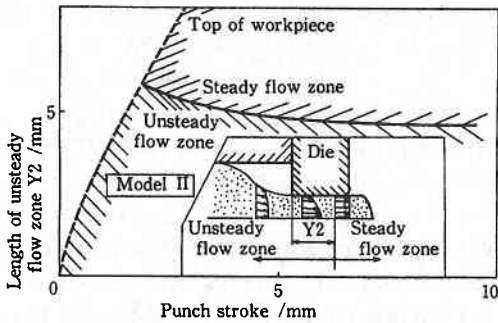 Top of workpiece
Steady flow zone
Unsteady
flow zone
Model II
Die
Unsteady
flow zone
Y2
Steady
flow zone
Length of unsteady
flow zone Y2 /mm
5
0
5
10
Punch stroke /mm